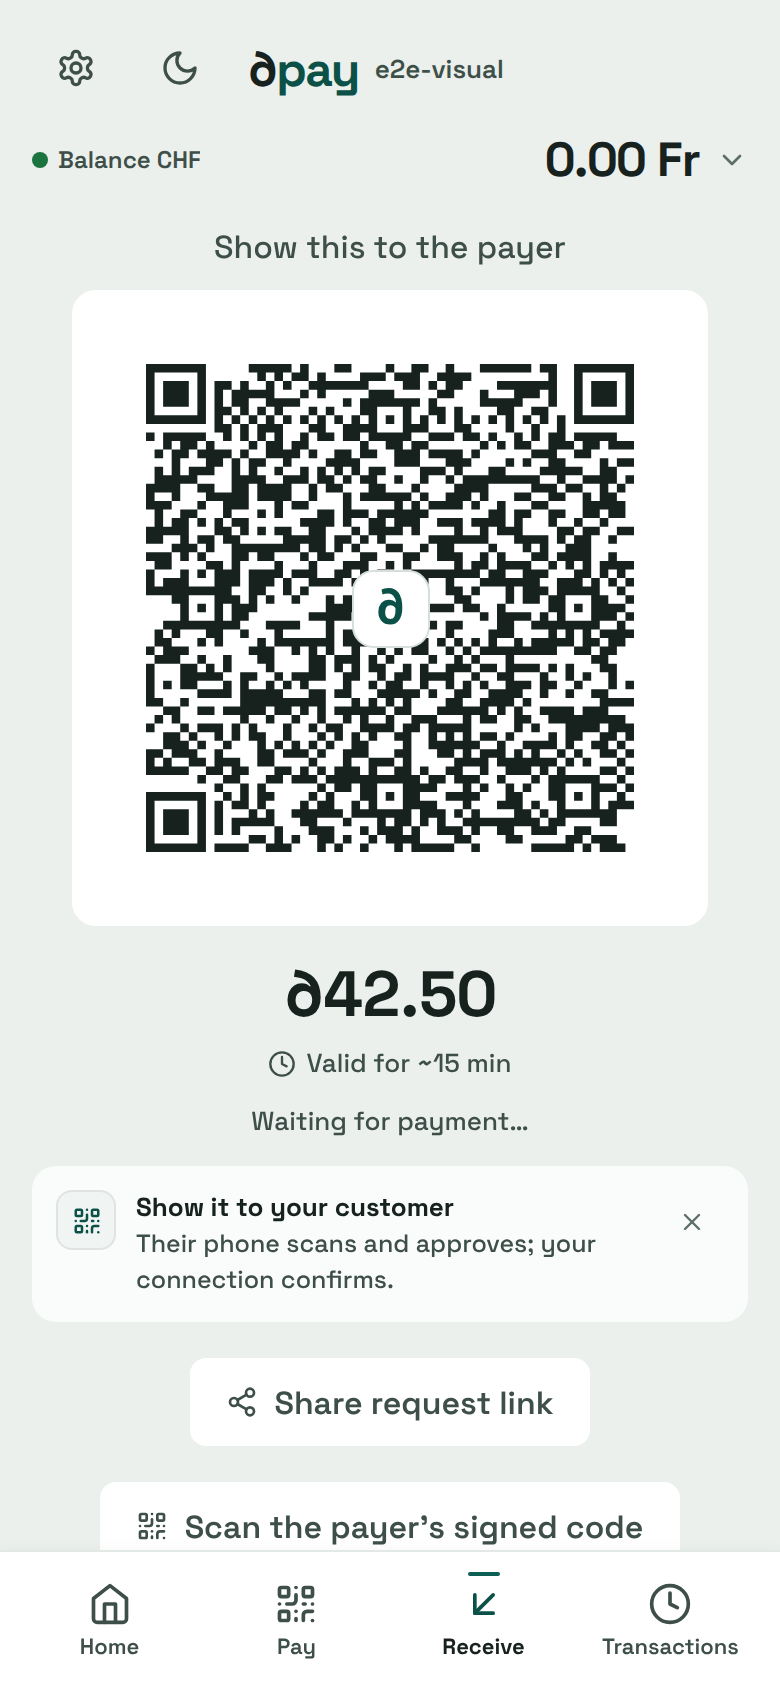 ∂pay e2e-visual
Balance CHF
0.00 Fr
Show this to the payer
∂
∂42.50
Valid for ~15 min
Waiting for payment…
Show it to your customer
Their phone scans and approves; your
connection confirms.
Share request link
Scan the payer’s signed code
Home
Pay
Receive
Transactions